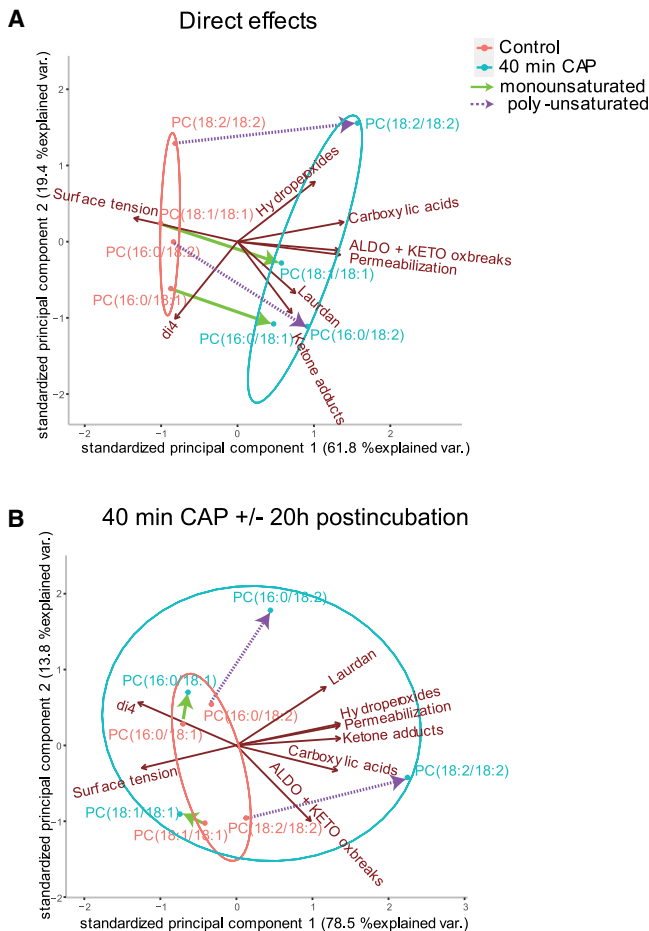 A
Direct effects
Control
40 min CAP
monounsaturated
poly-unsaturated
standardized principal component 2 (19.4 %explained var.)
2
1
0
−1
−2
PC(18:2/18:2)
PC(18:2/18:2)
Hydroperoxides
Surface tension
PC(18:1/18:1)
Carboxylic acids
PC(16:0/18:2)
ALDO + KETO oxbreaks
Permeabilization
PC(18:1/18:1)
PC(16:0/18:1)
Laurdan
di4
PC(16:0/18:1)
PC(16:0/18:2)
Ketone adducts
−2
−1
0
1
2
standardized principal component 1 (61.8 %explained var.)
B
40 min CAP +/- 20h postincubation
standardized principal component 2 (13.8 %explained var.)
2
1
0
−1
−2
PC(16:0/18:2)
Laurdan
PC(16:0/18:1)
di4
PC(16:0/18:2)
Hydroperoxides
PC(16:0/18:1)
Permeabilization
Ketone adducts
Carboxylic acids
Surface tension
PC(18:2/18:2)
ALDO + KETO oxbreaks
PC(18:1/18:1)
PC(18:1/18:1)
PC(18:2/18:2)
−2
−1
0
1
2
3
standardized principal component 1 (78.5 %explained var.)